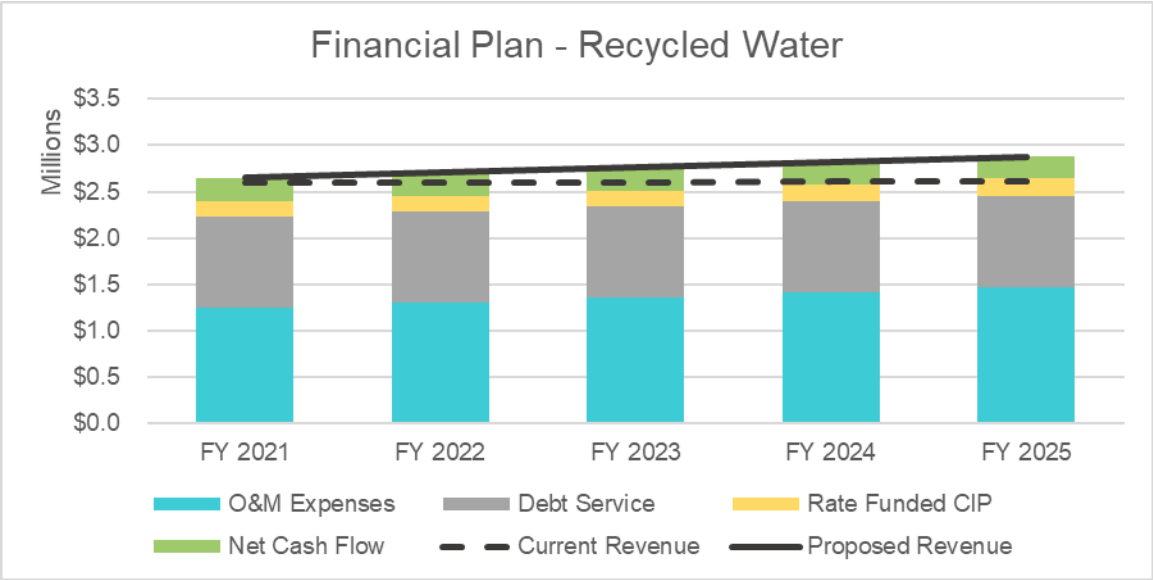 Financial Plan - Recycled Water
Millions
$3.5
$3.0
$2.5
$2.0
$1.5
$1.0
$0.5
$0.0
FY 2021 FY 2022 FY 2023 FY 2024 FY 2025
O&M Expenses Debt Service Rate Funded CIP
Net Cash Flow Current Revenue Proposed Revenue